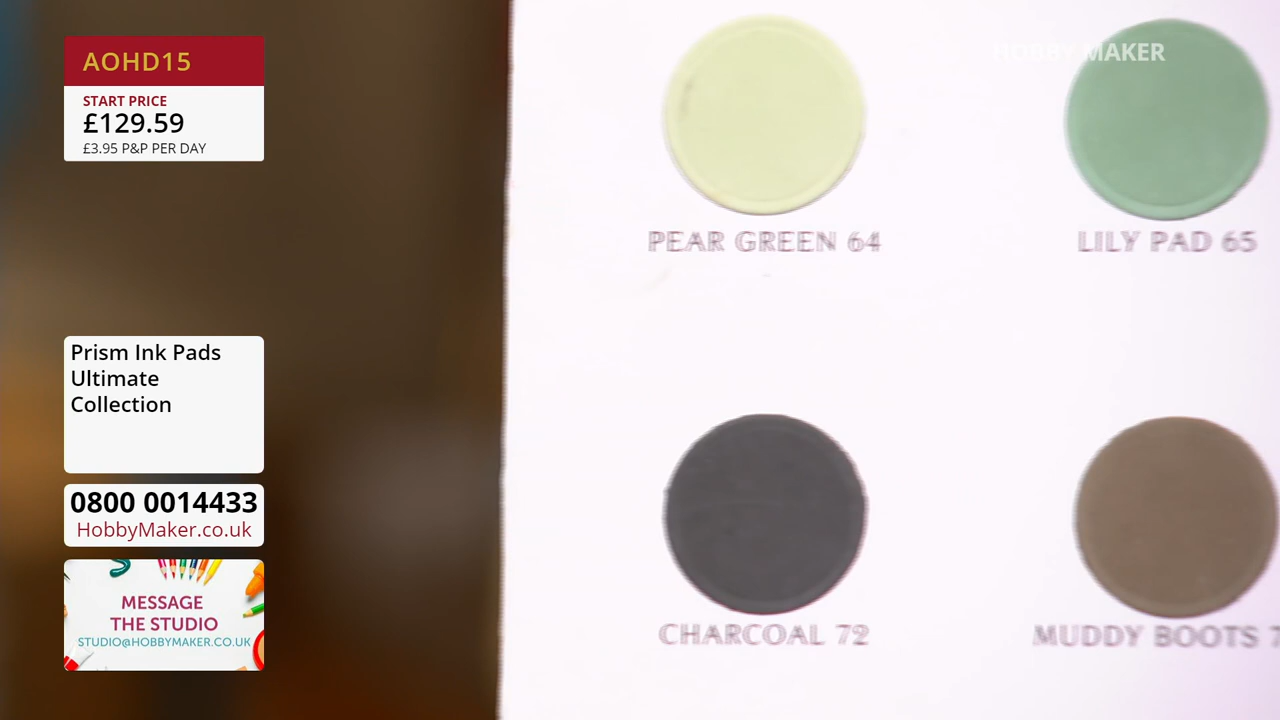 AOHD15
START PRICE
£129.59
£3.95 P&P PER DAY
Prism Ink Pads
Ultimate
Collection
0800 0014433
HobbyMaker.co.uk
MESSAGE
THE STUDIO
STUDIO@HOBBYMAKER.CO.UK
HOBBY MAKER
PEAR GREEN 64
LILY PAD 65
CHARCOAL 72
MUDDY BOOTS